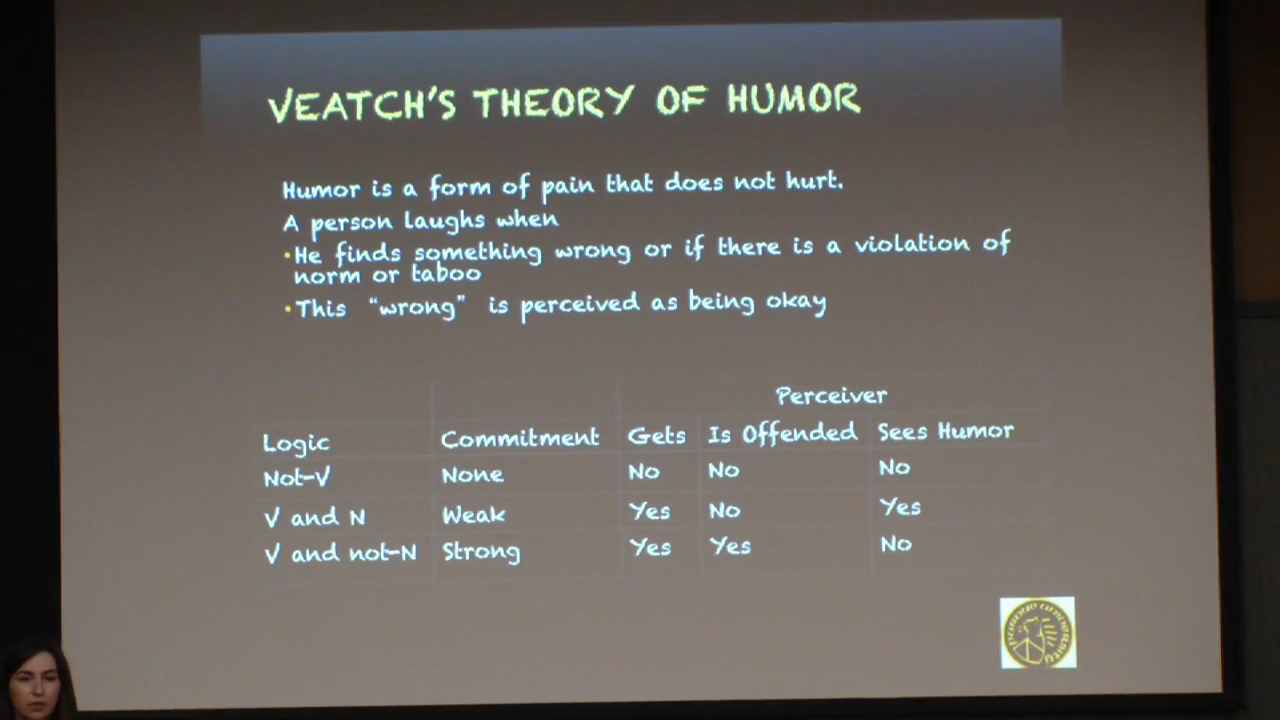 VEATCH'S THEORY OF HUMOR
Humor is a form of pain that does not hurt.
A person laughs when
•He finds something wrong or if there is a violation of
norm or taboo
•This "wrong" is perceived as being okay
Perceiver
Logic Commitment Gets Is Offended Sees Humor
Not-V None No No No
V and N Weak Yes No Yes
V and not-N Strong Yes Yes No